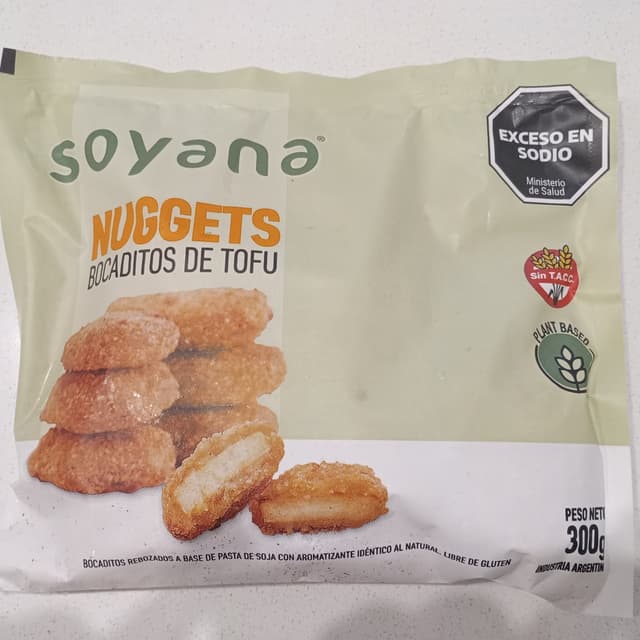 soyana®
EXCESO EN
SODIO
Ministerio
de Salud
NUGGETS
BOCADITOS DE TOFU
Sin T.A.C.C.
PLANT BASED
PESO NETO
300g
INDUSTRIA ARGENTIN
BOCADITOS REBOZADOS A BASE DE PASTA DE SOJA CON AROMATIZANTE IDÉNTICO AL NATURAL. LIBRE DE GLUTEN